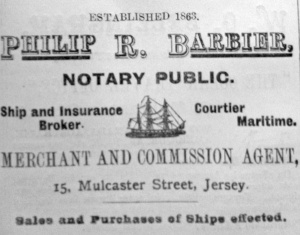 ESTABLISHED 1863.
PHILIP R. BARBIER,
NOTARY PUBLIC.
Ship and Insurance Broker.
Courtier Maritime.
MERCHANT AND COMMISSION AGENT,
15, Mulcaster Street, Jersey.
Sales and Purchases of Ships effected.